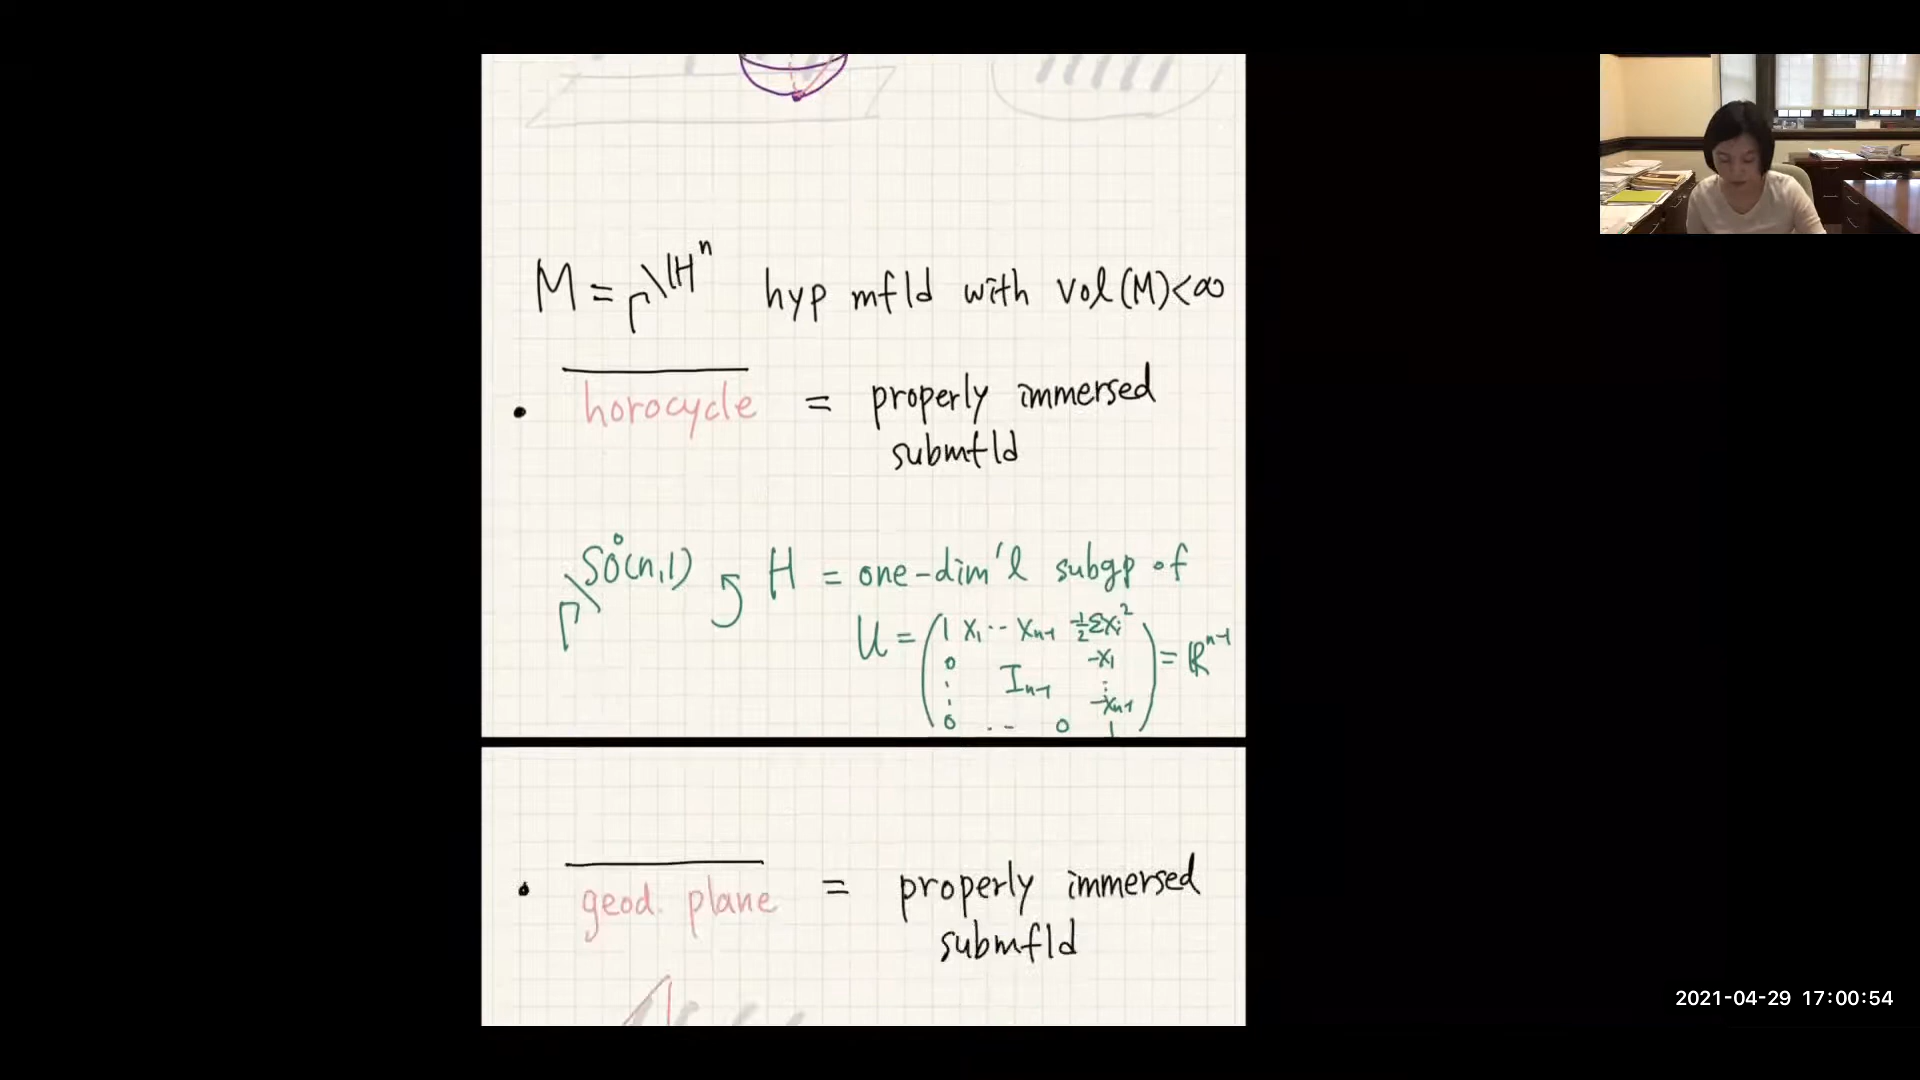 M = Γ\ℍⁿ hyp mfld with vol(M)<∞
• horocycle = properly immersed
submfld
Γ\SO°(n,1) ↶ H = one-dim'l subgp of
U = ( 1 x₁ ·· xₙ₋₁ -½Σxᵢ² 
0 -x₁
⋮ Iₙ₋₁ ⋮
-xₙ₋₁
0 ·· 0 1 ) = ℝⁿ⁻¹
• geod. plane = properly immersed
submfld
2021-04-29 17:00:54